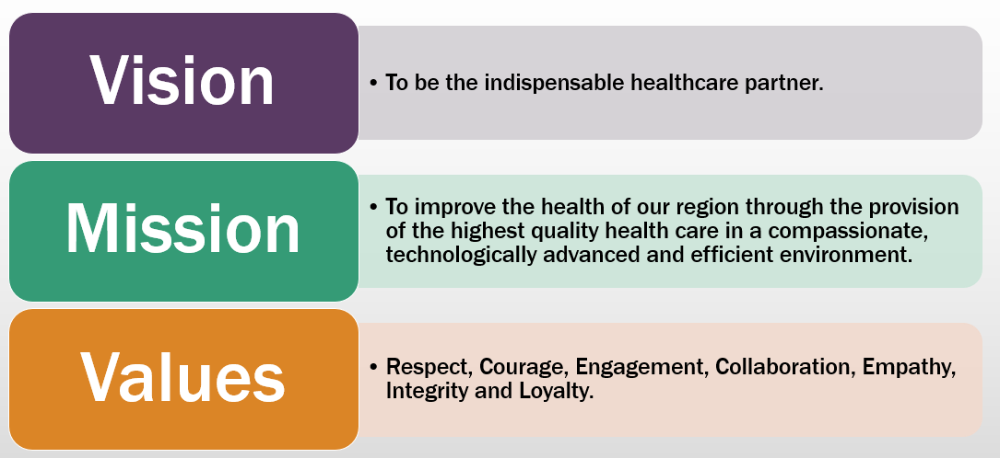 Vision
• To be the indispensable healthcare partner.
Mission
• To improve the health of our region through the provision
of the highest quality health care in a compassionate,
technologically advanced and efficient environment.
Values
• Respect, Courage, Engagement, Collaboration, Empathy,
Integrity and Loyalty.